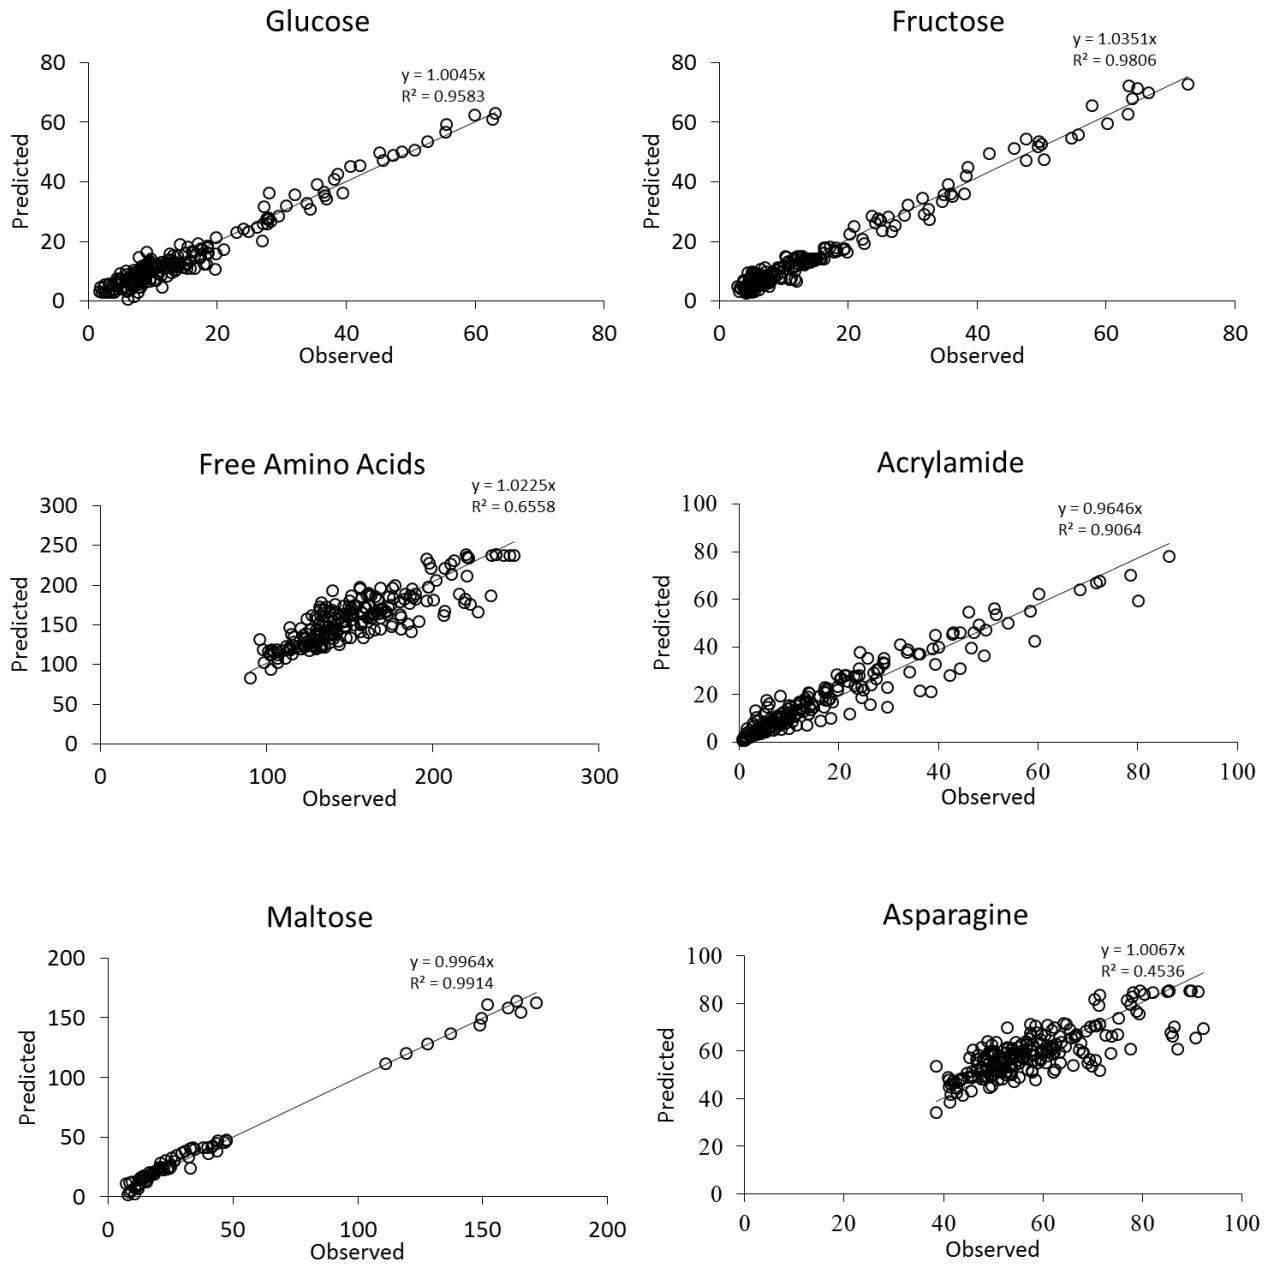 Glucose
y = 1.0045x
R² = 0.9583
Predicted
80
60
40
20
0
0 20 40 60 80
Observed
Fructose
y = 1.0351x
R² = 0.9806
Predicted
80
60
40
20
0
0 20 40 60 80
Observed
Free Amino Acids
y = 1.0225x
R² = 0.6558
Predicted
300
250
200
150
100
50
0
0 100 200 300
Observed
Acrylamide
y = 0.9646x
R² = 0.9064
Predicted
100
80
60
40
20
0
0 20 40 60 80 100
Observed
Maltose
y = 0.9964x
R² = 0.9914
Predicted
200
150
100
50
0
0 50 100 150 200
Observed
Asparagine
y = 1.0067x
R² = 0.4536
Predicted
100
80
60
40
20
0
0 20 40 60 80 100
Observed